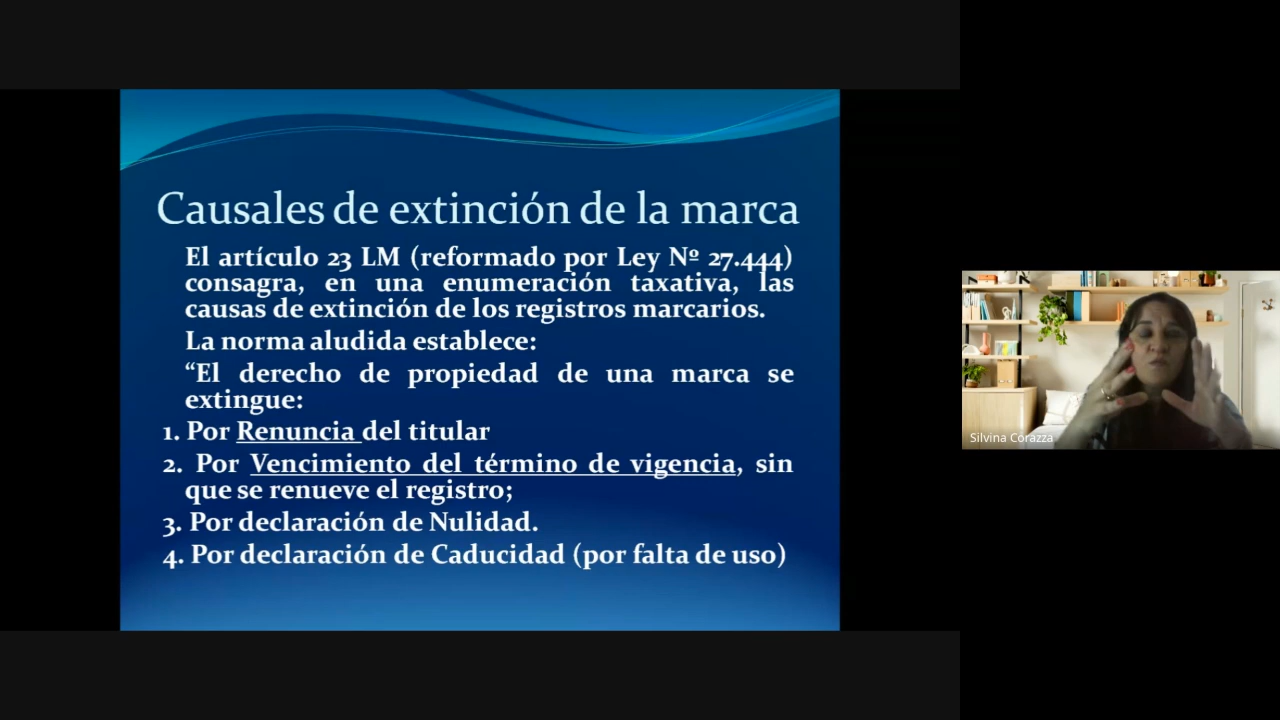 Causales de extinción de la marca
El artículo 23 LM (reformado por Ley Nº 27.444)
consagra, en una enumeración taxativa, las
causas de extinción de los registros marcarios.
La norma aludida establece:
“El derecho de propiedad de una marca se
extingue:
1. Por Renuncia del titular
2. Por Vencimiento del término de vigencia, sin
que se renueve el registro;
3. Por declaración de Nulidad.
4. Por declaración de Caducidad (por falta de uso)
Silvina Corazza